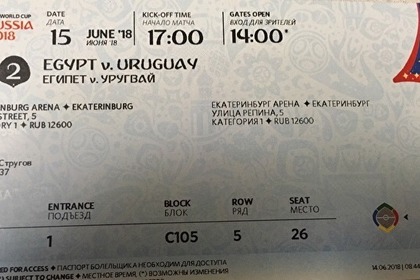 WORLD CUP
RUSSIA
2018
DATE
ДАТА
15
JUNE '18
ИЮНЯ '18
KICK-OFF TIME
НАЧАЛО МАТЧА
17:00
GATES OPEN
ВХОД ДЛЯ ЗРИТЕЛЕЙ
14:00*
2
EGYPT v. URUGUAY
ЕГИПЕТ v. УРУГВАЙ
NBURG ARENA ✦ EKATERINBURG
STREET, 5
ORY 1 ✦ RUB 12600
ЕКАТЕРИНБУРГ АРЕНА ✦ ЕКАТЕРИНБУРГ
УЛИЦА РЕПИНА, 5
КАТЕГОРИЯ 1 ✦ RUB 12600
Стругов
37
ENTRANCE
ПОДЪЕЗД
1
BLOCK
БЛОК
C105
ROW
РЯД
5
SEAT
МЕСТО
26
ED FOR ACCESS ✦ ПАСПОРТ БОЛЕЛЬЩИКА НЕОБХОДИМ ДЛЯ ДОСТУПА
*) SUBJECT TO CHANGE ✦ МЕСТНОЕ ВРЕМЯ, (*) ВОЗМОЖНЫ ИЗМЕНЕНИЯ
14.06.2018